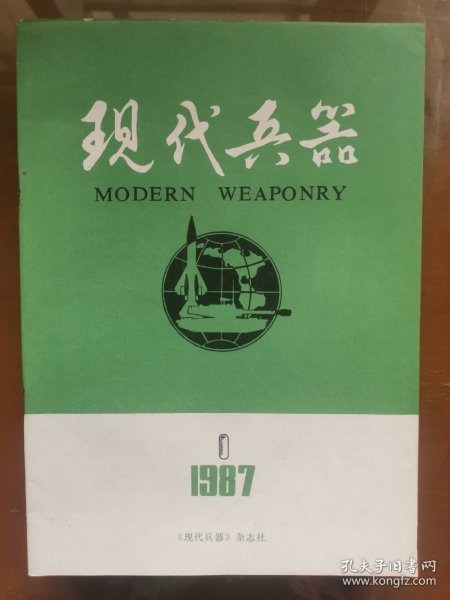 現代兵器
MODERN WEAPONRY
1
1987
《现代兵器》杂志社
孔夫子旧书网
www.kongfz.com